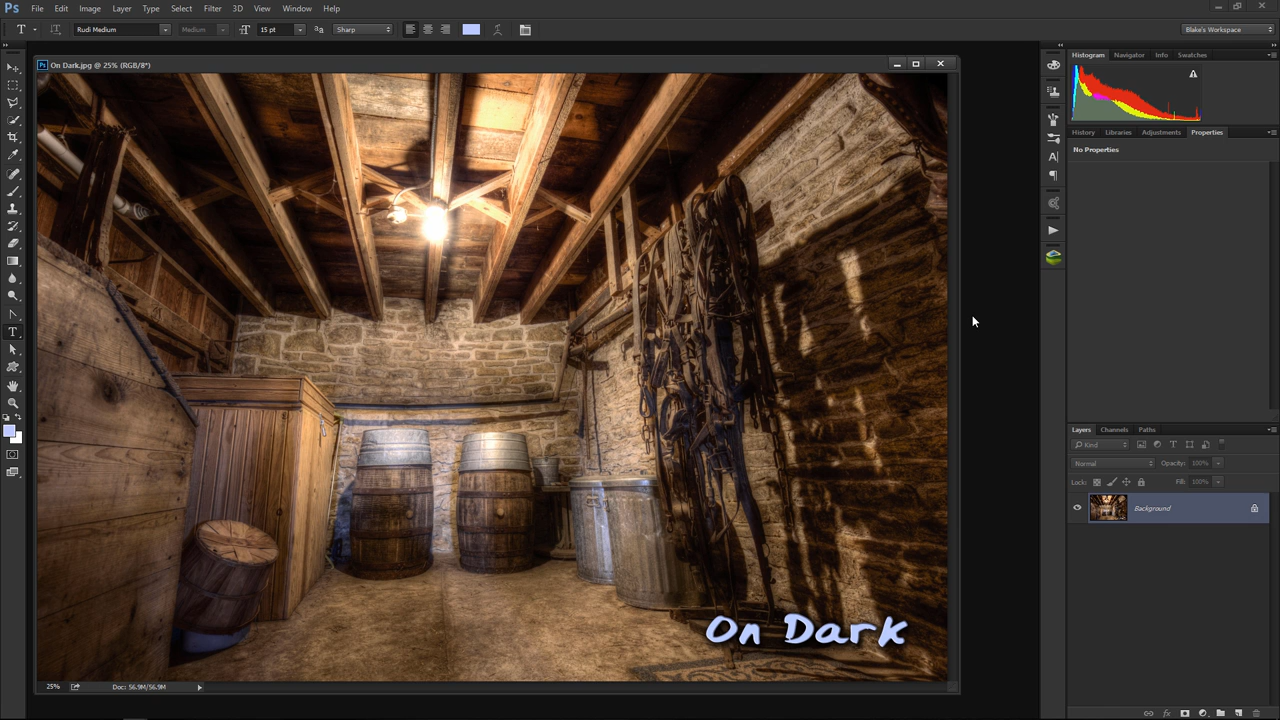 Ps File Edit Image Layer Type Select Filter 3D View Window Help
Rudi Medium Medium 15 pt Sharp Blake's Workspace
On Dark.jpg @ 25% (RGB/8*)
Histogram Navigator Info Swatches
History Libraries Adjustments Properties
No Properties
On Dark
Layers Channels Paths
Kind
Normal Opacity: 100%
Lock: Fill: 100%
Background
25% Doc: 56.9M/56.9M